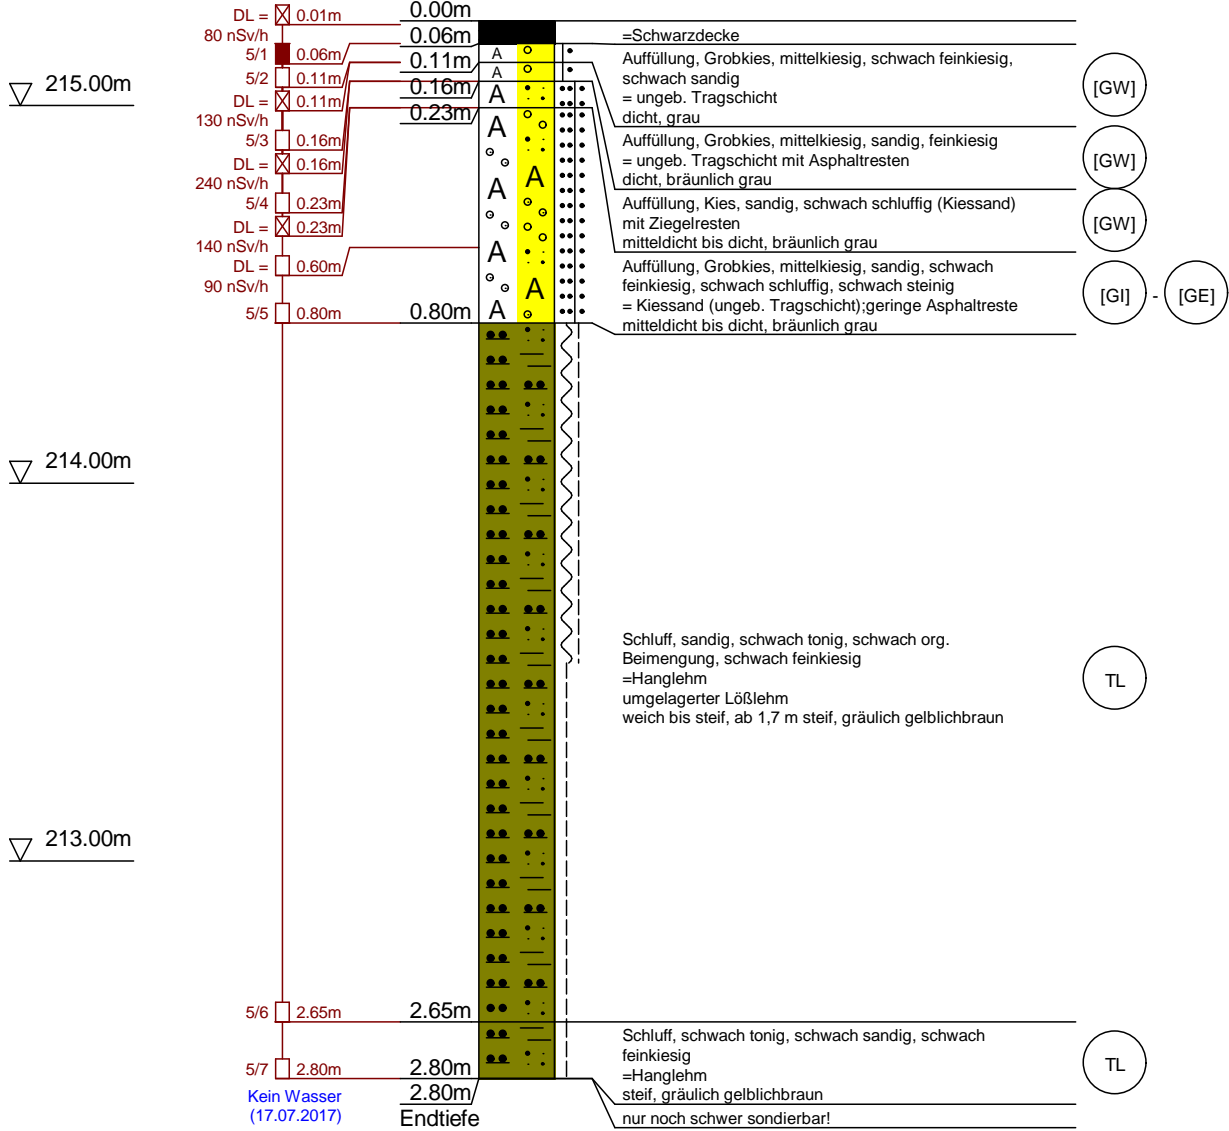 DL = 0.01m
80 nSv/h
5/1 0.06m
5/2 0.11m
DL = 0.11m
130 nSv/h
5/3 0.16m
DL = 0.16m
240 nSv/h
5/4 0.23m
DL = 0.23m
140 nSv/h
DL = 0.60m
90 nSv/h
5/5 0.80m
5/6 2.65m
5/7 2.80m
Kein Wasser
(17.07.2017)
215.00m
214.00m
213.00m
0.00m
0.06m
0.11m
0.16m
0.23m
0.80m
2.65m
2.80m
2.80m
Endtiefe
A
A
A
A
A
A
A
A
A
=Schwarzdecke
Auffüllung, Grobkies, mittelkiesig, schwach feinkiesig,
schwach sandig
= ungeb. Tragschicht
dicht, grau
[GW]
Auffüllung, Grobkies, mittelkiesig, sandig, feinkiesig
= ungeb. Tragschicht mit Asphaltresten
dicht, bräunlich grau
[GW]
Auffüllung, Kies, sandig, schwach schluffig (Kiessand)
mit Ziegelresten
mitteldicht bis dicht, bräunlich grau
[GW]
Auffüllung, Grobkies, mittelkiesig, sandig, schwach
feinkiesig, schwach schluffig, schwach steinig
= Kiessand (ungeb. Tragschicht);geringe Asphaltreste
mitteldicht bis dicht, bräunlich grau
[GI] - [GE]
Schluff, sandig, schwach tonig, schwach org.
Beimengung, schwach feinkiesig
=Hanglehm
umgelagerter Lößlehm
weich bis steif, ab 1,7 m steif, gräulich gelblichbraun
TL
Schluff, schwach tonig, schwach sandig, schwach
feinkiesig
=Hanglehm
steif, gräulich gelblichbraun
TL
nur noch schwer sondierbar!